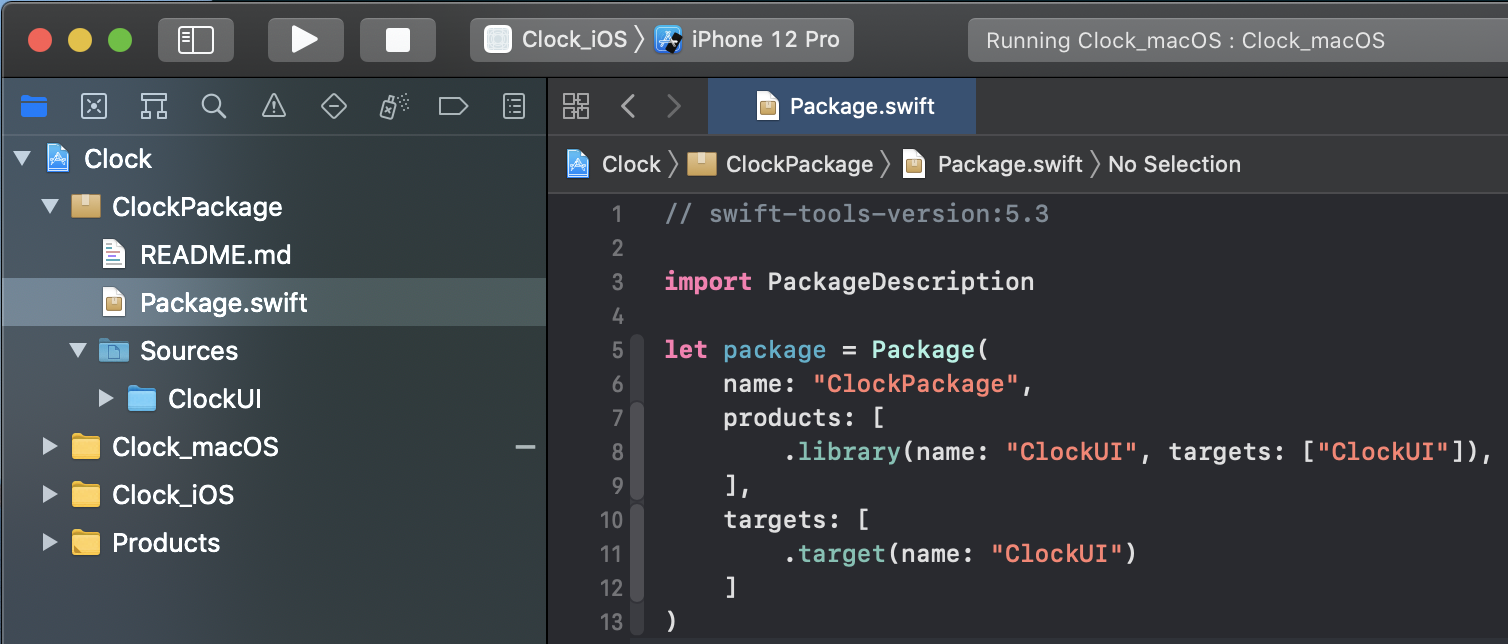 Clock_iOS 〉 iPhone 12 Pro
Running Clock_macOS : Clock_macOS
Package.swift
Clock 〉 ClockPackage 〉 Package.swift 〉 No Selection
Clock
ClockPackage
README.md
Package.swift
Sources
ClockUI
Clock_macOS
Clock_iOS
Products
1 // swift-tools-version:5.3
2
3 import PackageDescription
4
5 let package = Package(
6     name: "ClockPackage",
7     products: [
8         .library(name: "ClockUI", targets: ["ClockUI"]),
9     ],
10     targets: [
11         .target(name: "ClockUI")
12     ]
13 )